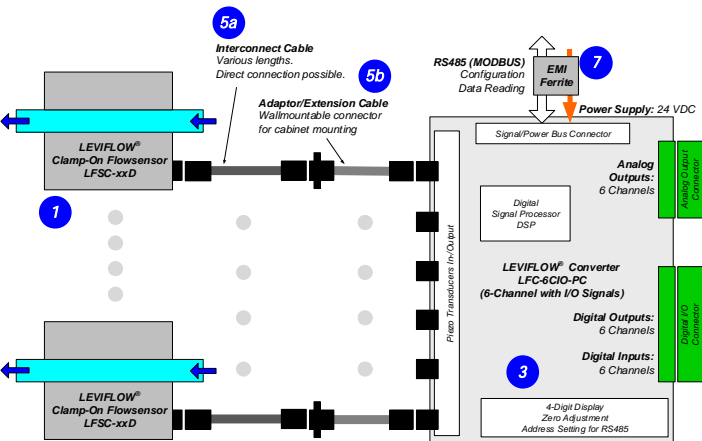 5a
Interconnect Cable
Various lengths.
Direct connection possible.
5b
Adaptor/Extension Cable
Wallmountable connector
for cabinet mounting
RS485 (MODBUS)
Configuration
Data Reading
EMI
Ferrite
7
Power Supply: 24 VDC
LEVIFLOW®
Clamp-On Flowsensor
LFSC-xxD
1
Signal/Power Bus Connector
Piezo Transducers In-/Output
Digital
Signal Processor
DSP
Analog
Outputs:
6 Channels
Analog Output
Connector
LEVIFLOW® Converter
LFC-6CIO-PC
(6-Channel with I/O Signals)
Digital Outputs:
6 Channels
Digital Inputs:
6 Channels
Digital I/O
Connector
3
4-Digit Display
Zero Adjustment
Address Setting for RS485
LEVIFLOW®
Clamp-On Flowsensor
LFSC-xxD